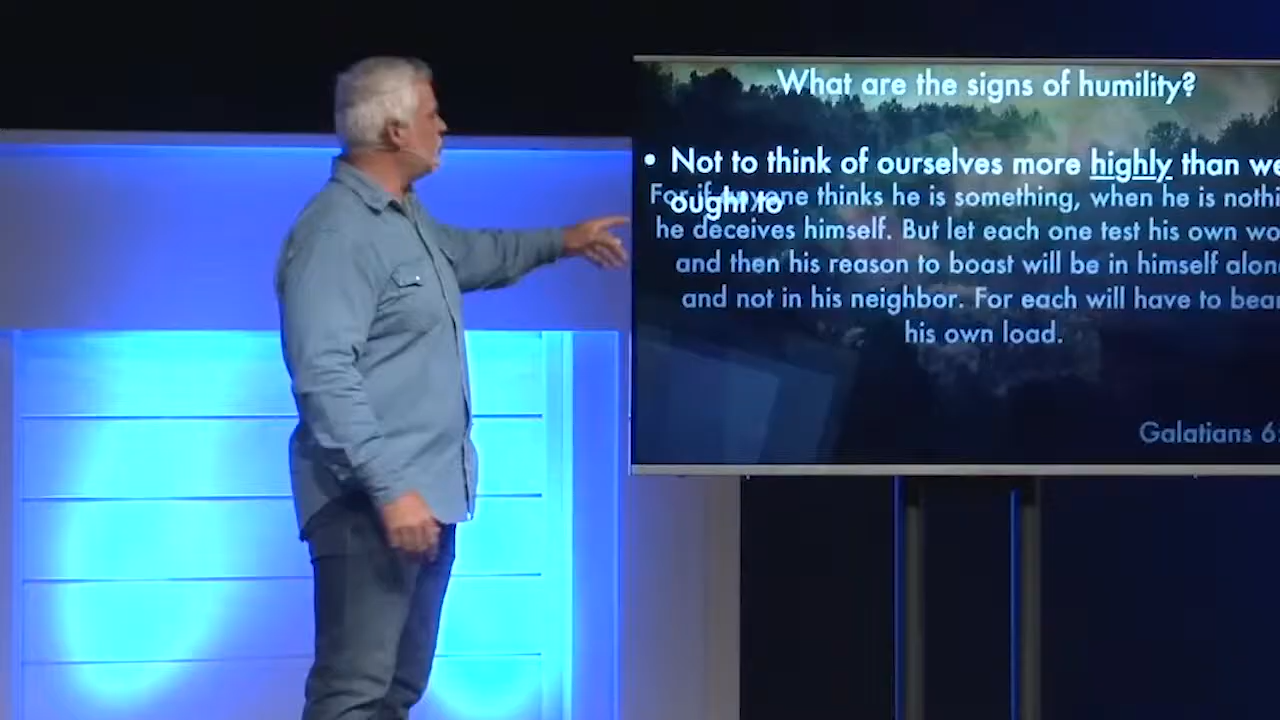 What are the signs of humility?
• Not to think of ourselves more highly than we
ought to
For if anyone thinks he is something, when he is
he deceives himself. But let each one test his own
and then his reason to boast will be in himself
and not in his neighbor. For each will have to
his own load.
Galatians